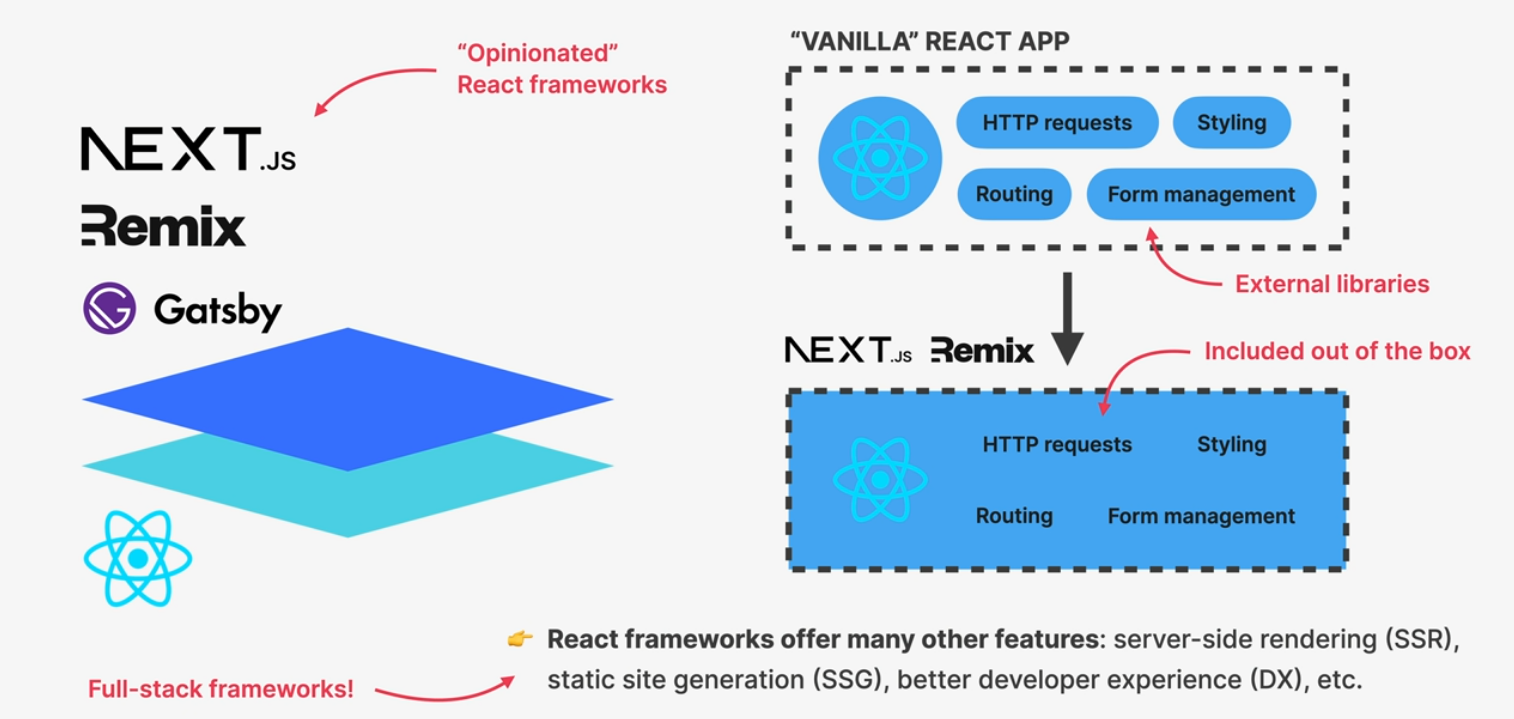 “Opinionated”
React frameworks
NEXT.JS
Remix
Gatsby
“VANILLA” REACT APP
HTTP requests
Styling
Routing
Form management
External libraries
NEXT.JS Remix
Included out of the box
HTTP requests
Styling
Routing
Form management
👉 React frameworks offer many other features: server-side rendering (SSR),
static site generation (SSG), better developer experience (DX), etc.
Full-stack frameworks!